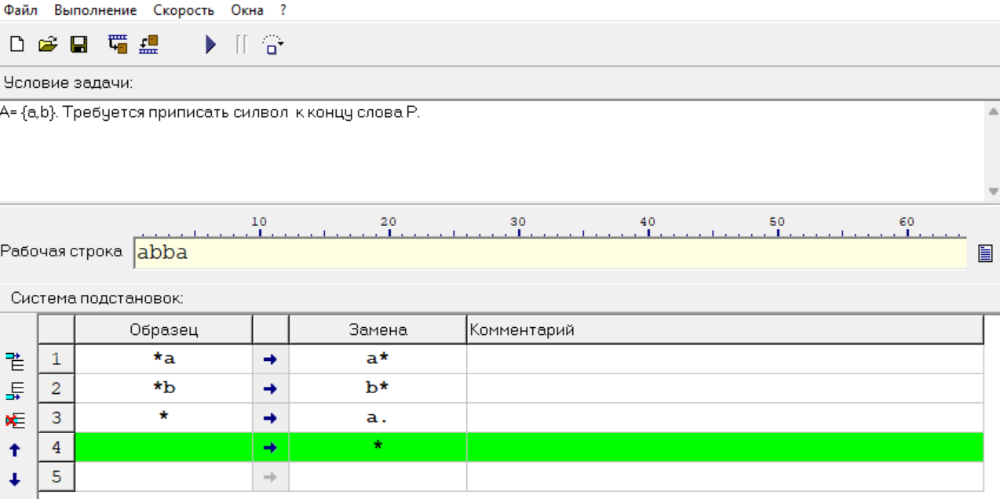 Файл Выполнение Скорость Окна ?
Условие задачи:
A= {a,b}. Требуется приписать силвол к концу слова P.
10 20 30 40 50 60
Рабочая строка abba
Система подстановок:
Образец Замена Комментарий
1 *a ➔ a*
2 *b ➔ b*
3 * ➔ a.
4 ➔ *
5 ➔